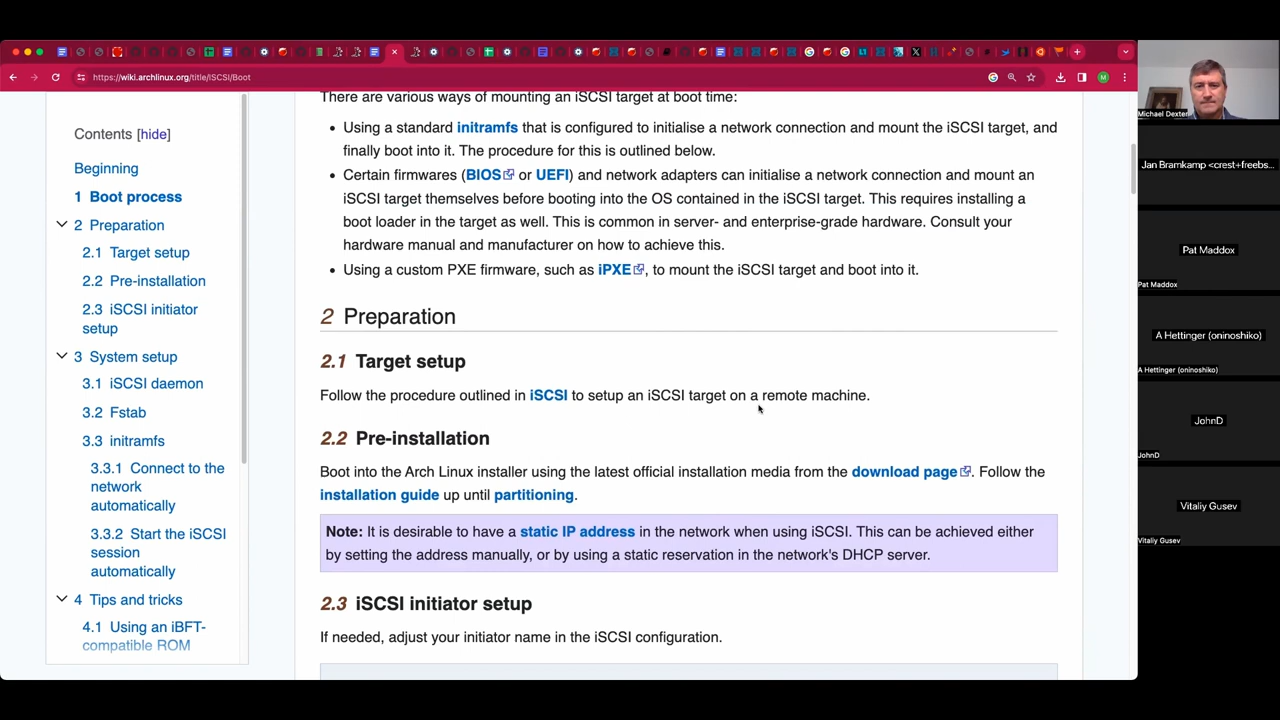 https://wiki.archlinux.org/title/ISCSI/Boot
M
Contents [hide]
Beginning
1 Boot process
2 Preparation
2.1 Target setup
2.2 Pre-installation
2.3 iSCSI initiator
setup
3 System setup
3.1 iSCSI daemon
3.2 Fstab
3.3 initramfs
3.3.1 Connect to the
network
automatically
3.3.2 Start the iSCSI
session
automatically
4 Tips and tricks
4.1 Using an iBFT-
compatible ROM
There are various ways of mounting an iSCSI target at boot time:
• Using a standard initramfs that is configured to initialise a network connection and mount the iSCSI target, and
finally boot into it. The procedure for this is outlined below.
• Certain firmwares (BIOS or UEFI) and network adapters can initialise a network connection and mount an
iSCSI target themselves before booting into the OS contained in the iSCSI target. This requires installing a
boot loader in the target as well. This is common in server- and enterprise-grade hardware. Consult your
hardware manual and manufacturer on how to achieve this.
• Using a custom PXE firmware, such as iPXE, to mount the iSCSI target and boot into it.
2 Preparation
2.1 Target setup
Follow the procedure outlined in iSCSI to setup an iSCSI target on a remote machine.
2.2 Pre-installation
Boot into the Arch Linux installer using the latest official installation media from the download page. Follow the
installation guide up until partitioning.
Note: It is desirable to have a static IP address in the network when using iSCSI. This can be achieved either
by setting the address manually, or by using a static reservation in the network's DHCP server.
2.3 iSCSI initiator setup
If needed, adjust your initiator name in the iSCSI configuration.
Michael Dexter
Jan Bramkamp <crest+freebs...
Pat Maddox
Pat Maddox
A Hettinger (oninoshiko)
A Hettinger (oninoshiko)
JohnD
JohnD
Vitaliy Gusev
Vitaliy Gusev